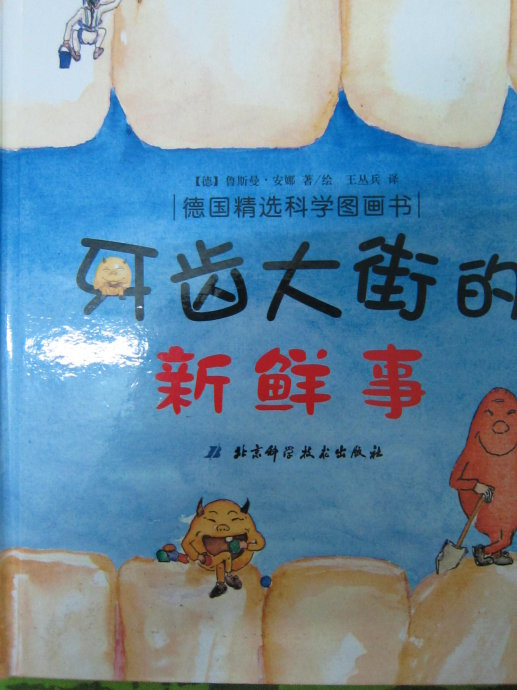 【德】鲁斯曼·安娜 著/绘 王丛兵 译
德国精选科学图画书
牙齿大街的
新鲜事
北京科学技术出版社